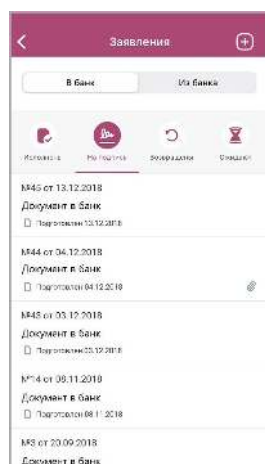 Заявления
В банк
Из банка
Исполнить
На подпись
Возвращены
Ожидают
№45 от 13.12.2018
Документ в банк
Подготовлен 13.12.2018
№44 от 04.12.2018
Документ в банк
Подготовлен 04.12.2018
№43 от 03.12.2018
Документ в банк
Подготовлен 03.12.2018
№14 от 08.11.2018
Документ в банк
Подготовлен 08.11.2018
№3 от 20.09.2018
Документ в банк